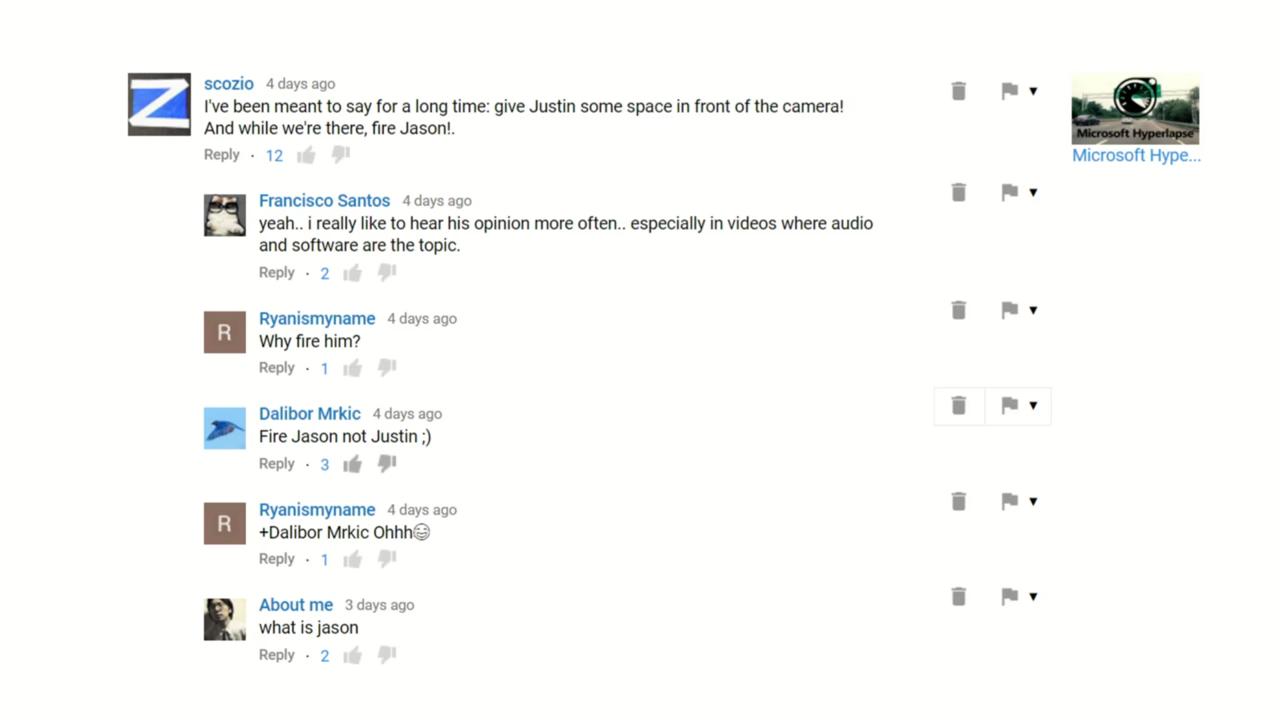 scozio 4 days ago
I've been meant to say for a long time: give Justin some space in front of the camera!
And while we're there, fire Jason!.
Reply · 12
Microsoft Hyperlapse
Microsoft Hype...
Francisco Santos 4 days ago
yeah.. i really like to hear his opinion more often.. especially in videos where audio
and software are the topic.
Reply · 2
R
Ryanismyname 4 days ago
Why fire him?
Reply · 1
Dalibor Mrkic 4 days ago
Fire Jason not Justin ;)
Reply · 3
R
Ryanismyname 4 days ago
+Dalibor Mrkic Ohhh😄
Reply · 1
About me 3 days ago
what is jason
Reply · 2